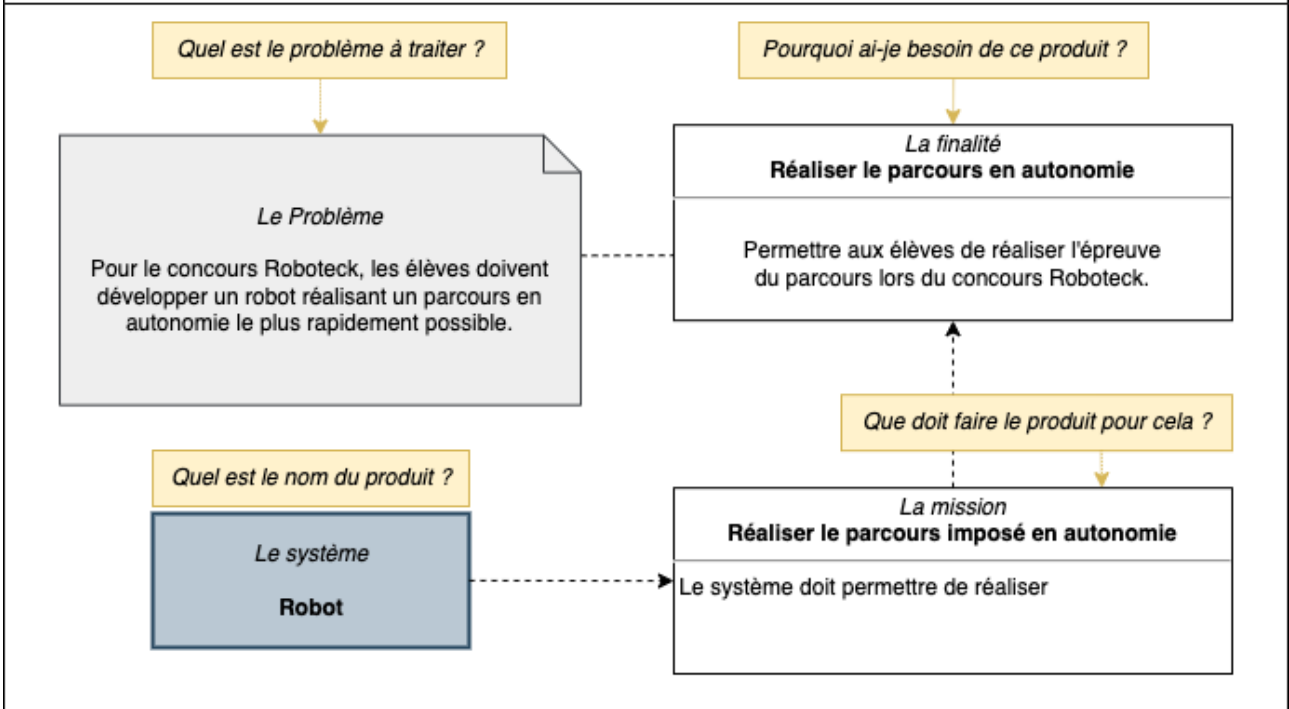 Quel est le problème à traiter ?
Pourquoi ai-je besoin de ce produit ?
Le Problème
Pour le concours Roboteck, les élèves doivent
développer un robot réalisant un parcours en
autonomie le plus rapidement possible.
La finalité
Réaliser le parcours en autonomie
Permettre aux élèves de réaliser l'épreuve
du parcours lors du concours Roboteck.
Que doit faire le produit pour cela ?
Quel est le nom du produit ?
Le système
Robot
La mission
Réaliser le parcours imposé en autonomie
Le système doit permettre de réaliser